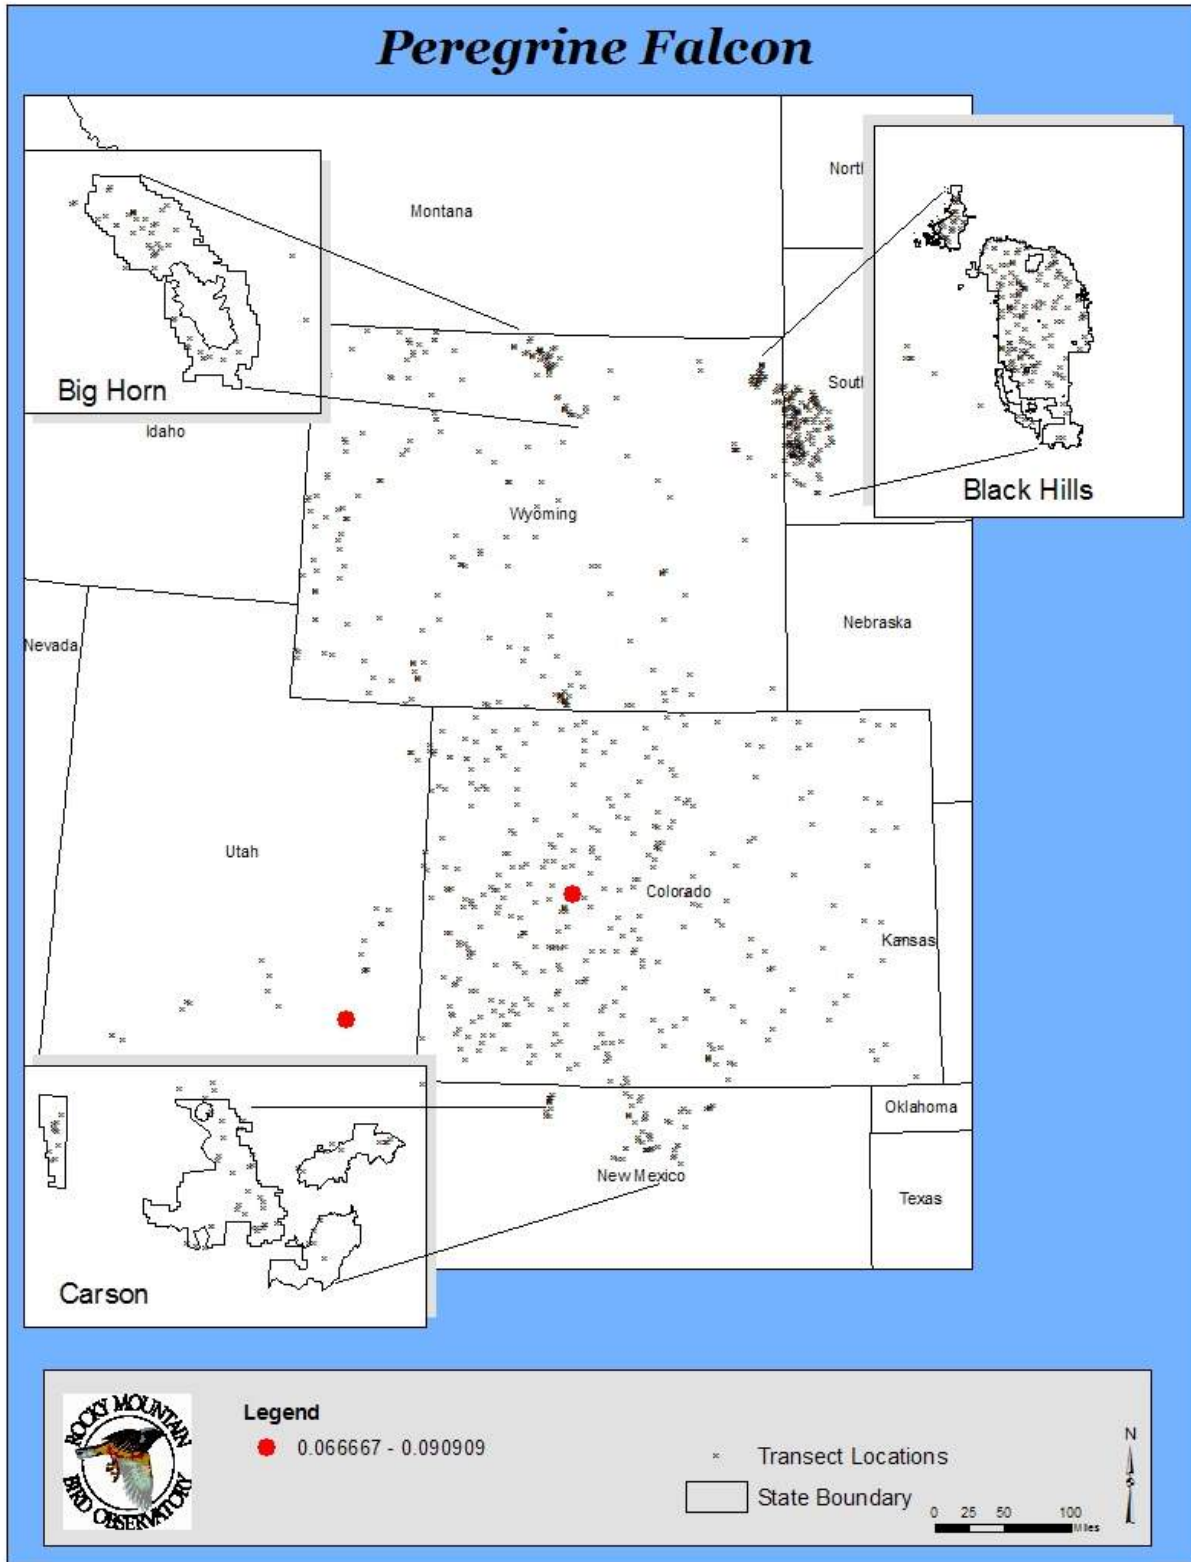 Peregrine Falcon
Montana
North
Big Horn
Idaho
South
Black Hills
Wyoming
Nevada
Nebraska
Utah
Colorado
Kansas
Oklahoma
New Mexico
Texas
Carson
ROCKY MOUNTAIN
BIRD OBSERVATORY
Legend
0.066667 - 0.090909
Transect Locations
State Boundary
N
0 25 50 100
Miles